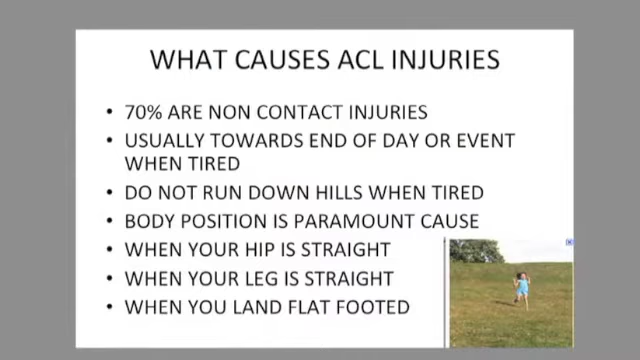 WHAT CAUSES ACL INJURIES
• 70% ARE NON CONTACT INJURIES
• USUALLY TOWARDS END OF DAY OR EVENT
WHEN TIRED
• DO NOT RUN DOWN HILLS WHEN TIRED
• BODY POSITION IS PARAMOUNT CAUSE
• WHEN YOUR HIP IS STRAIGHT
• WHEN YOUR LEG IS STRAIGHT
• WHEN YOU LAND FLAT FOOTED